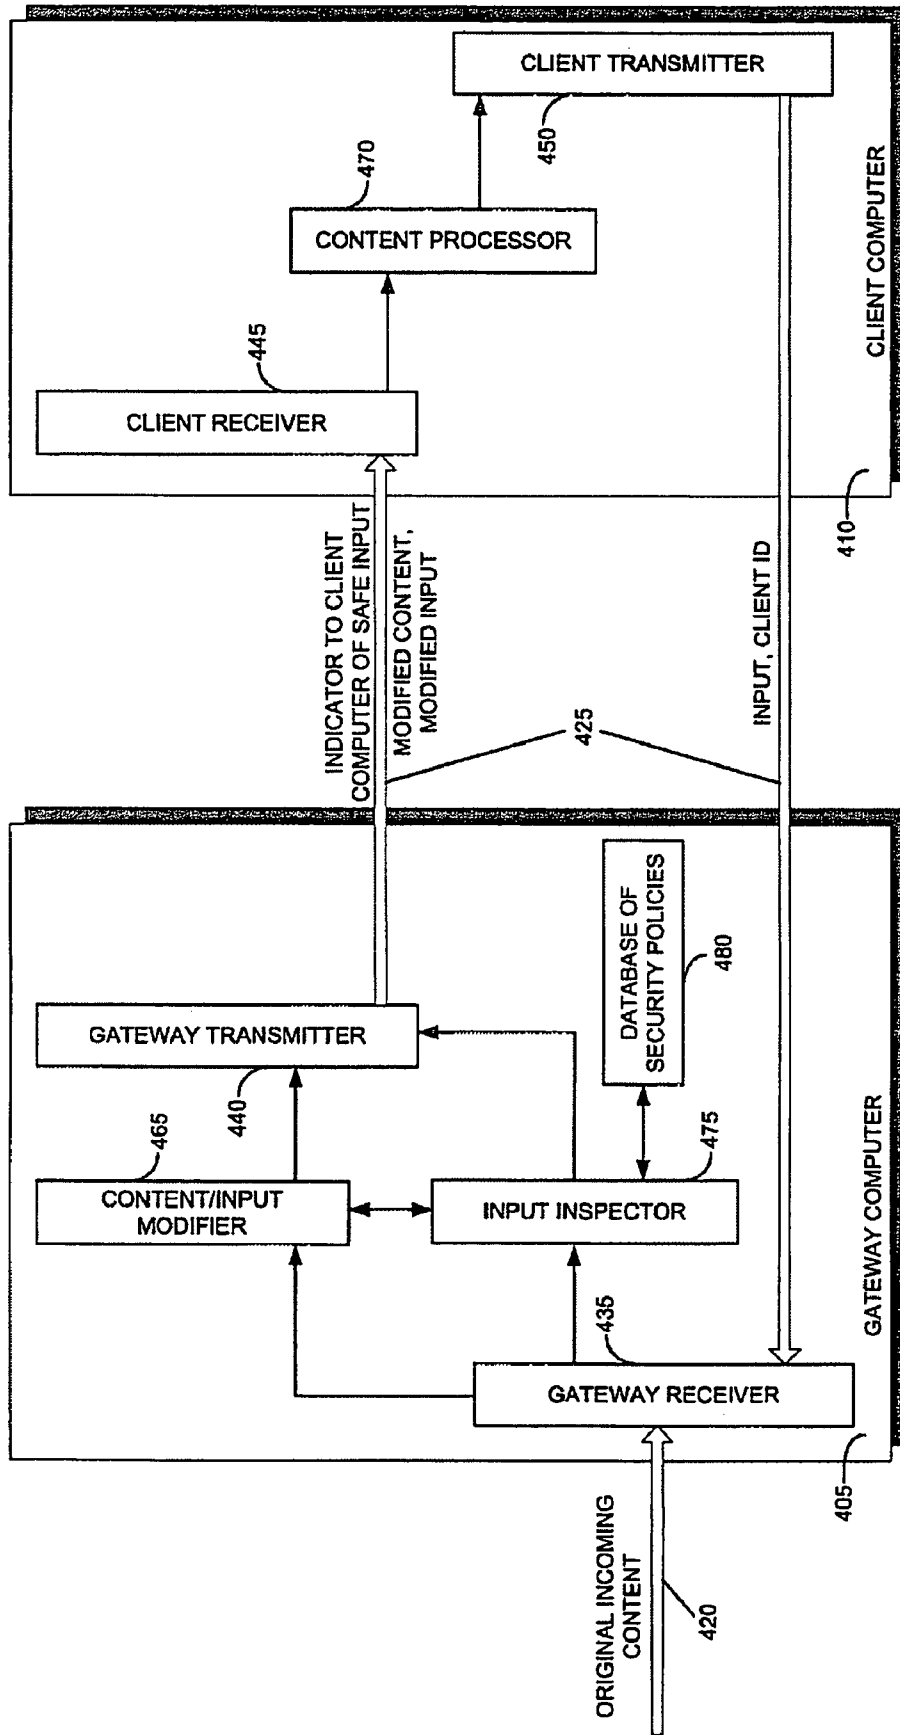 ORIGINAL INCOMING
CONTENT
420
405
GATEWAY COMPUTER
GATEWAY RECEIVER
435
CONTENT/INPUT
MODIFIER
465
INPUT INSPECTOR
475
DATABASE OF
SECURITY POLICIES
480
GATEWAY TRANSMITTER
440
INDICATOR TO CLIENT
COMPUTER OF SAFE INPUT
MODIFIED CONTENT,
MODIFIED INPUT
425
INPUT, CLIENT ID
410
CLIENT COMPUTER
CLIENT RECEIVER
445
CONTENT PROCESSOR
470
CLIENT TRANSMITTER
450